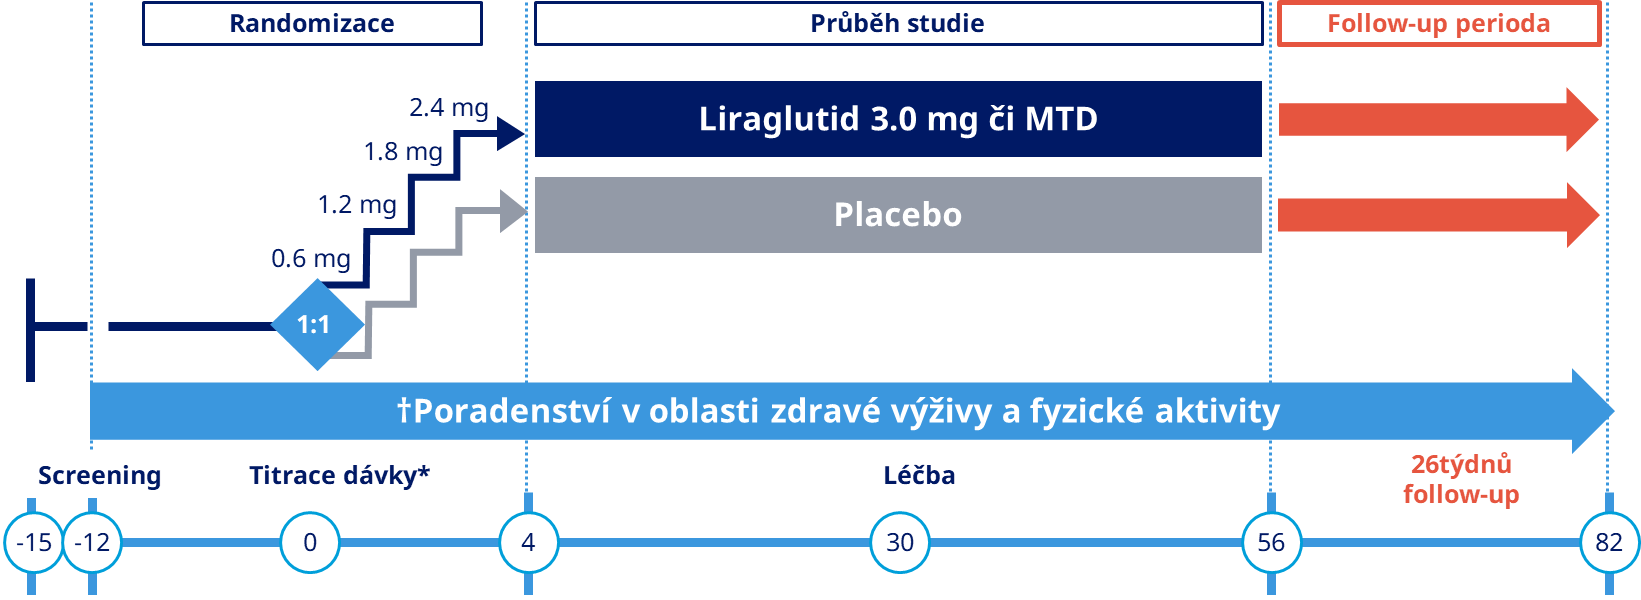 Randomizace
Průběh studie
Follow-up perioda
2.4 mg
1.8 mg
1.2 mg
0.6 mg
Liraglutid 3.0 mg či MTD
Placebo
1:1
†Poradenství v oblasti zdravé výživy a fyzické aktivity
Screening
Titrace dávky*
Léčba
26týdnů
follow-up
-15
-12
0
4
30
56
82